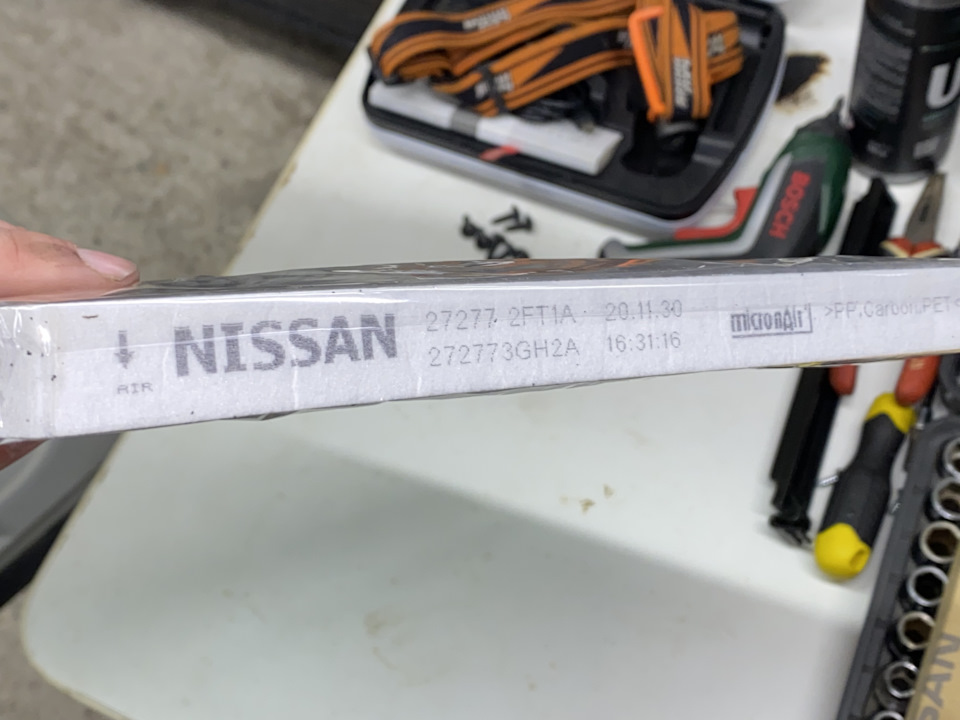 BOSCH
↓
AIR
NISSAN
27277 2FT1A 20.11.30
272773GH2A 16:31:16
micronAir
>PP,Carbon,PET<